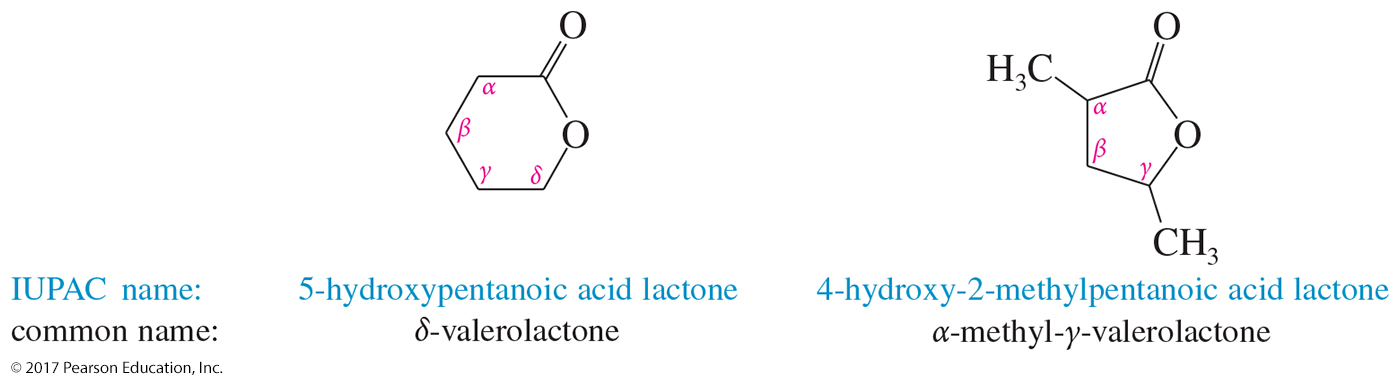 O
α
β
γ
δ
O
O
H₃C
α
β
γ
O
CH₃
IUPAC name: 5-hydroxypentanoic acid lactone 4-hydroxy-2-methylpentanoic acid lactone
common name: δ-valerolactone α-methyl-γ-valerolactone
© 2017 Pearson Education, Inc.